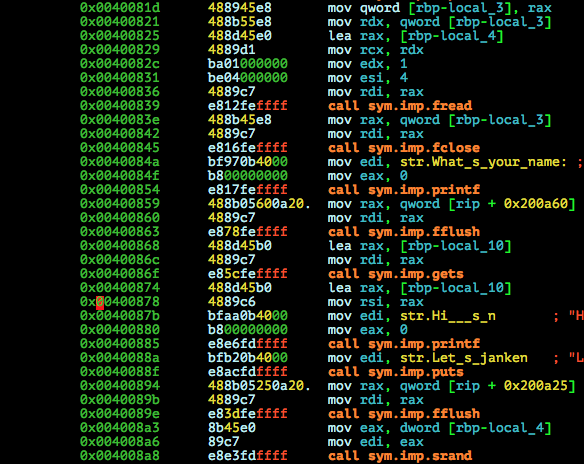 0x0040081d 488945e8 mov qword [rbp-local_3], rax
0x00400821 488b55e8 mov rdx, qword [rbp-local_3]
0x00400825 488d45e0 lea rax, [rbp-local_4]
0x00400829 4889d1 mov rcx, rdx
0x0040082c ba01000000 mov edx, 1
0x00400831 be04000000 mov esi, 4
0x00400836 4889c7 mov rdi, rax
0x00400839 e812feffff call sym.imp.fread
0x0040083e 488b45e8 mov rax, qword [rbp-local_3]
0x00400842 4889c7 mov rdi, rax
0x00400845 e816feffff call sym.imp.fclose
0x0040084a bf970b4000 mov edi, str.What_s_your_name: ;
0x0040084f b800000000 mov eax, 0
0x00400854 e817feffff call sym.imp.printf
0x00400859 488b05600a20. mov rax, qword [rip + 0x200a60]
0x00400860 4889c7 mov rdi, rax
0x00400863 e878feffff call sym.imp.fflush
0x00400868 488d45b0 lea rax, [rbp-local_10]
0x0040086c 4889c7 mov rdi, rax
0x0040086f e85cfeffff call sym.imp.gets
0x00400874 488d45b0 lea rax, [rbp-local_10]
0x00400878 4889c6 mov rsi, rax
0x0040087b bfaa0b4000 mov edi, str.Hi___s_n ; "H
0x00400880 b800000000 mov eax, 0
0x00400885 e8e6fdffff call sym.imp.printf
0x0040088a bfb20b4000 mov edi, str.Let_s_janken ; "L
0x0040088f e8acfdffff call sym.imp.puts
0x00400894 488b05250a20. mov rax, qword [rip + 0x200a25]
0x0040089b 4889c7 mov rdi, rax
0x0040089e e83dfeffff call sym.imp.fflush
0x004008a3 8b45e0 mov eax, dword [rbp-local_4]
0x004008a6 89c7 mov edi, eax
0x004008a8 e8e3fdffff call sym.imp.srand